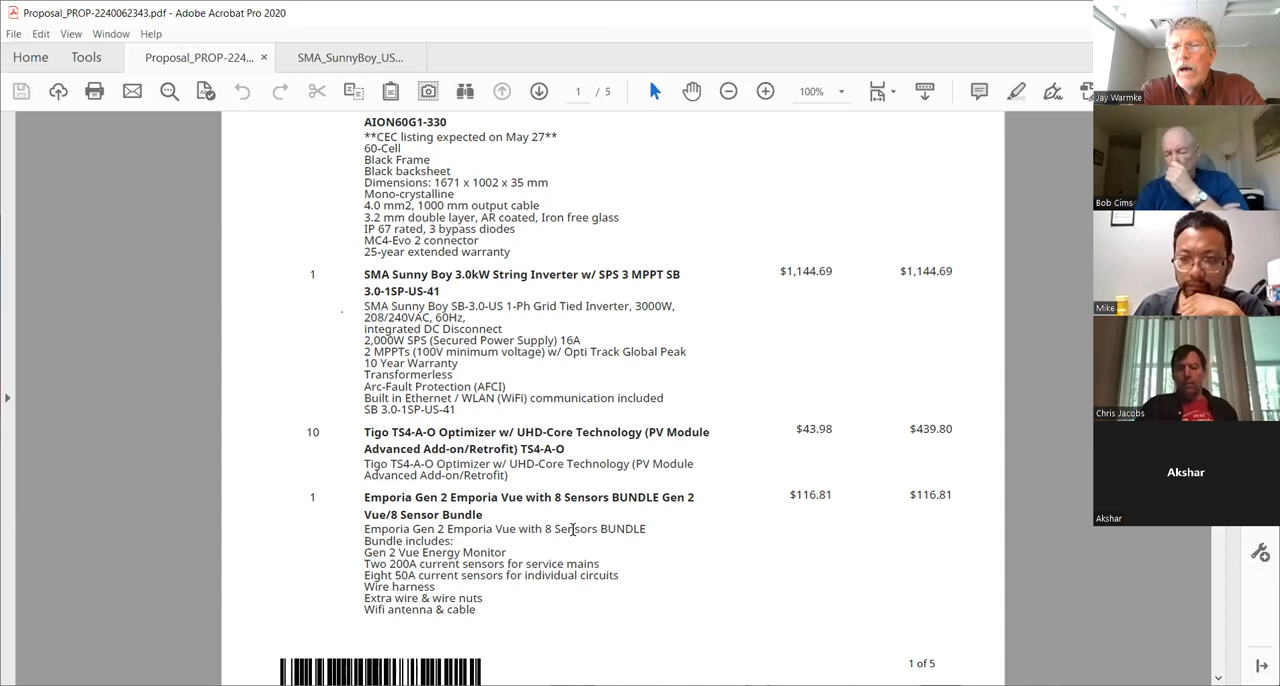 Proposal_PROP-2240062343.pdf - Adobe Acrobat Pro 2020
File Edit View Window Help
Home Tools Proposal_PROP-224... × SMA_SunnyBoy_US...
1 / 5 100%
AION60G1-330
**CEC listing expected on May 27**
60-Cell
Black Frame
Black backsheet
Dimensions: 1671 x 1002 x 35 mm
Mono-crystalline
4.0 mm2, 1000 mm output cable
3.2 mm double layer, AR coated, Iron free glass
IP 67 rated, 3 bypass diodes
MC4-Evo 2 connector
25-year extended warranty
1 SMA Sunny Boy 3.0kW String Inverter w/ SPS 3 MPPT SB $1,144.69 $1,144.69
3.0-1SP-US-41
SMA Sunny Boy SB-3.0-US 1-Ph Grid Tied Inverter, 3000W,
208/240VAC, 60Hz,
integrated DC Disconnect
2,000W SPS (Secured Power Supply) 16A
2 MPPTs (100V minimum voltage) w/ Opti Track Global Peak
10 Year Warranty
Transformerless
Arc-Fault Protection (AFCI)
Built in Ethernet / WLAN (WiFi) communication included
SB 3.0-1SP-US-41
10 Tigo TS4-A-O Optimizer w/ UHD-Core Technology (PV Module $43.98 $439.80
Advanced Add-on/Retrofit) TS4-A-O
Tigo TS4-A-O Optimizer w/ UHD-Core Technology (PV Module
Advanced Add-on/Retrofit)
1 Emporia Gen 2 Emporia Vue with 8 Sensors BUNDLE Gen 2 $116.81 $116.81
Vue/8 Sensor Bundle
Emporia Gen 2 Emporia Vue with 8 Sensors BUNDLE
Bundle includes:
Gen 2 Vue Energy Monitor
Two 200A current sensors for service mains
Eight 50A current sensors for individual circuits
Wire harness
Extra wire & wire nuts
Wifi antenna & cable
1 of 5
Jay Warmke
Bob Cims
Mike
Chris Jacobs
Akshar
Akshar